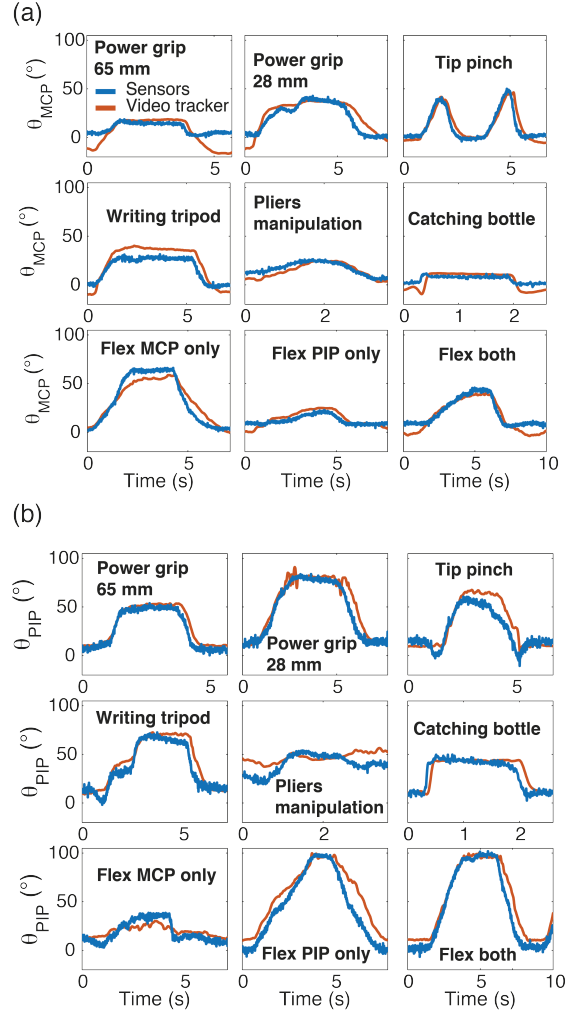 (a)
100
50
0
θMCP (°)
Power grip
65 mm
Sensors
Video tracker
0
5
Power grip
28 mm
0
5
Tip pinch
0
5
100
50
0
θMCP (°)
Writing tripod
0
5
Pliers
manipulation
0
2
Catching bottle
0
1
2
100
50
0
θMCP (°)
Flex MCP only
0
5
Time (s)
Flex PIP only
0
5
Time (s)
Flex both
0
5
10
Time (s)
(b)
100
50
0
θPIP (°)
Power grip
65 mm
0
5
Power grip
28 mm
0
5
Tip pinch
0
5
100
50
0
θPIP (°)
Writing tripod
0
5
Pliers
manipulation
0
2
Catching bottle
0
1
2
100
50
0
θPIP (°)
Flex MCP only
0
5
Time (s)
Flex PIP only
0
5
Time (s)
Flex both
0
5
10
Time (s)